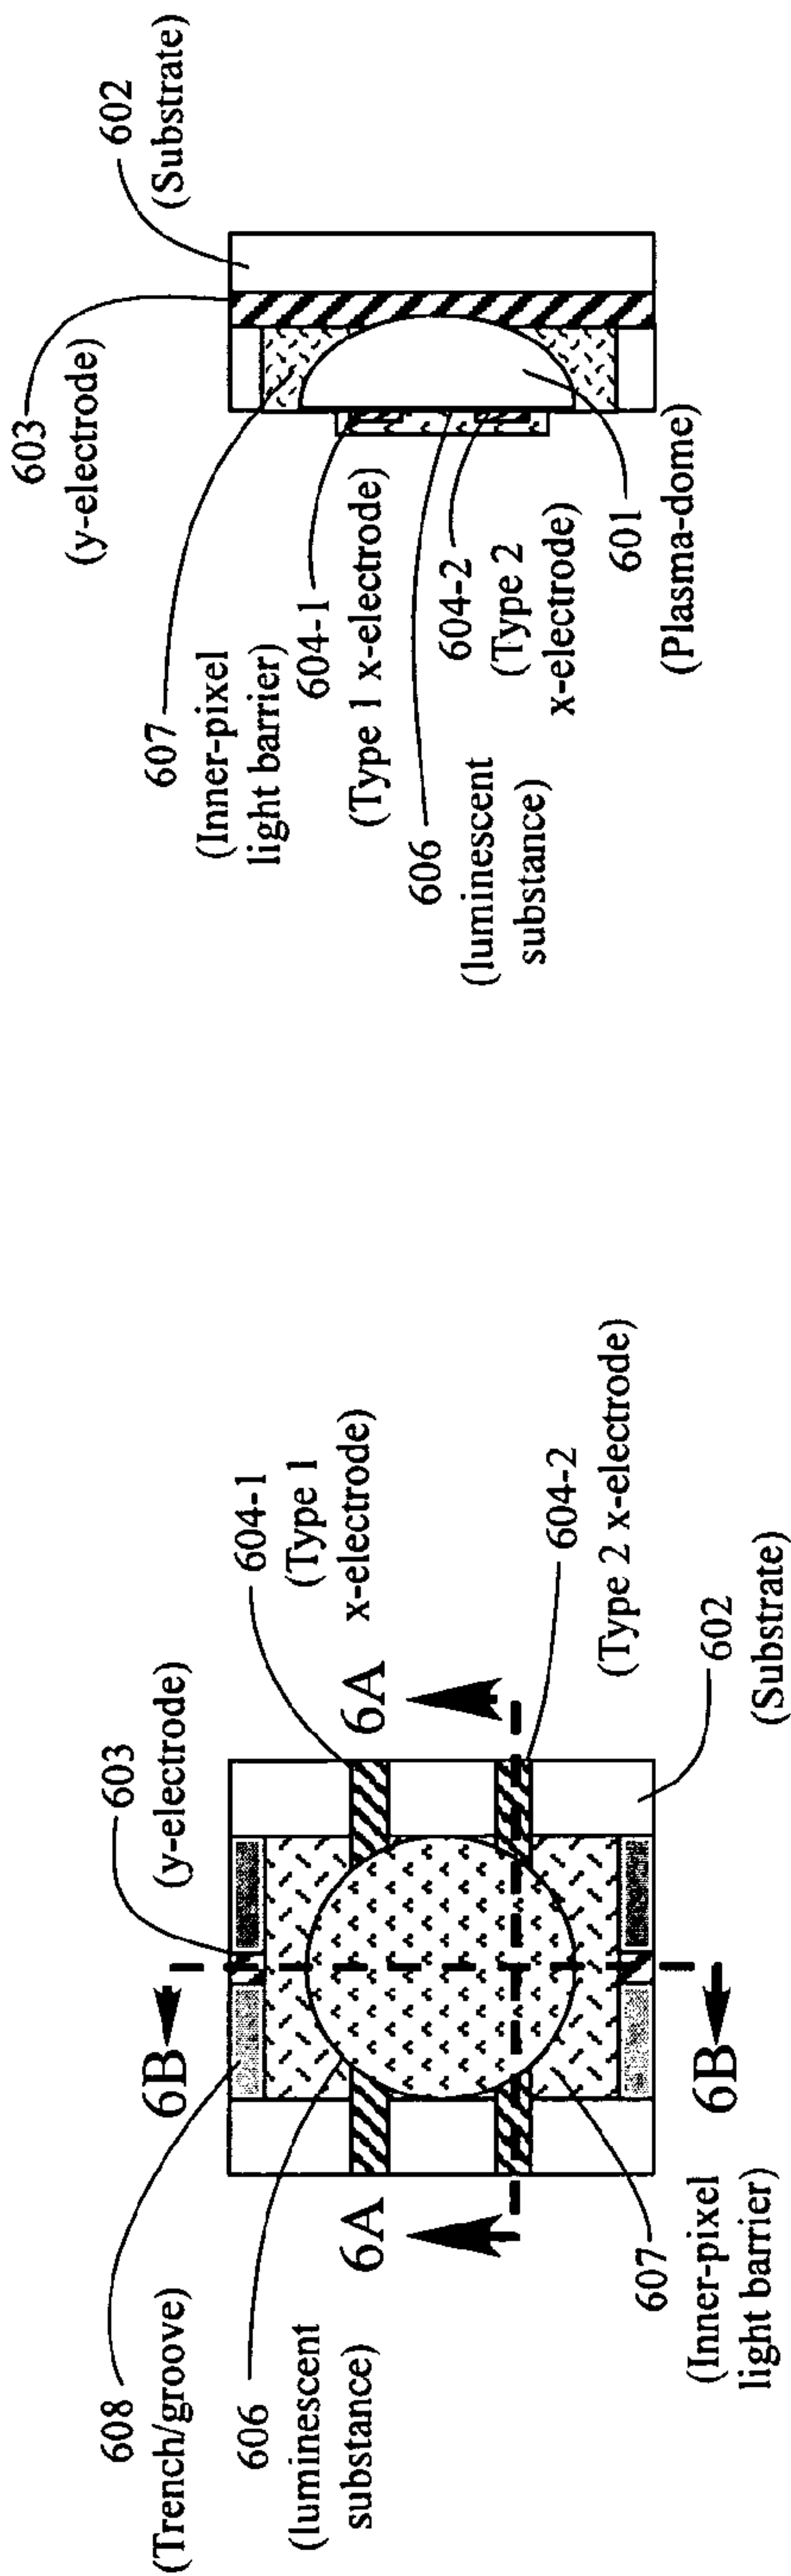 608
(Trench/groove)
606
(luminescent
substance)
6B
603
(y-electrode)
6A
6A
604-1
(Type 1
x-electrode)
604-2
(Type 2 x-electrode)
602
(Substrate)
6B
607
(Inner-pixel
light barrier)
603
(y-electrode)
602
(Substrate)
607
(Inner-pixel
light barrier)
604-1
(Type 1 x-electrode)
606
(luminescent
substance)
604-2
(Type 2
x-electrode)
601
(Plasma-dome)